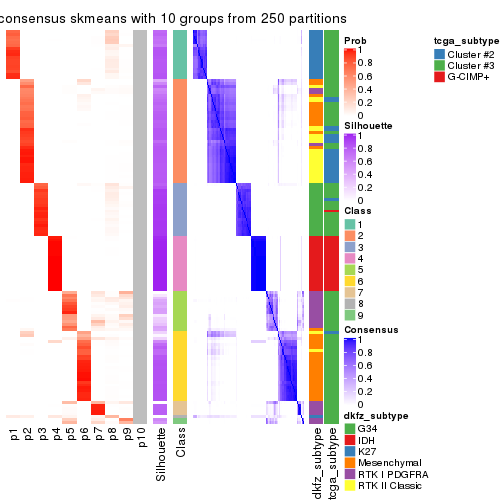 consensus skmeans with 10 groups from 250 partitions
Prob
1
0.8
0.6
0.4
0.2
0
Silhouette
1
0.8
0.6
0.4
0.2
0
Class
1
2
3
4
5
6
7
8
9
Consensus
1
0.8
0.6
0.4
0.2
0
dkfz_subtype
G34
IDH
K27
Mesenchymal
RTK I PDGFRA
RTK II Classic
tcga_subtype
Cluster #2
Cluster #3
G-CIMP+
p1
p2
p3
p4
p5
p6
p7
p8
p9
p10
Silhouette
Class
dkfz_subtype
tcga_subtype